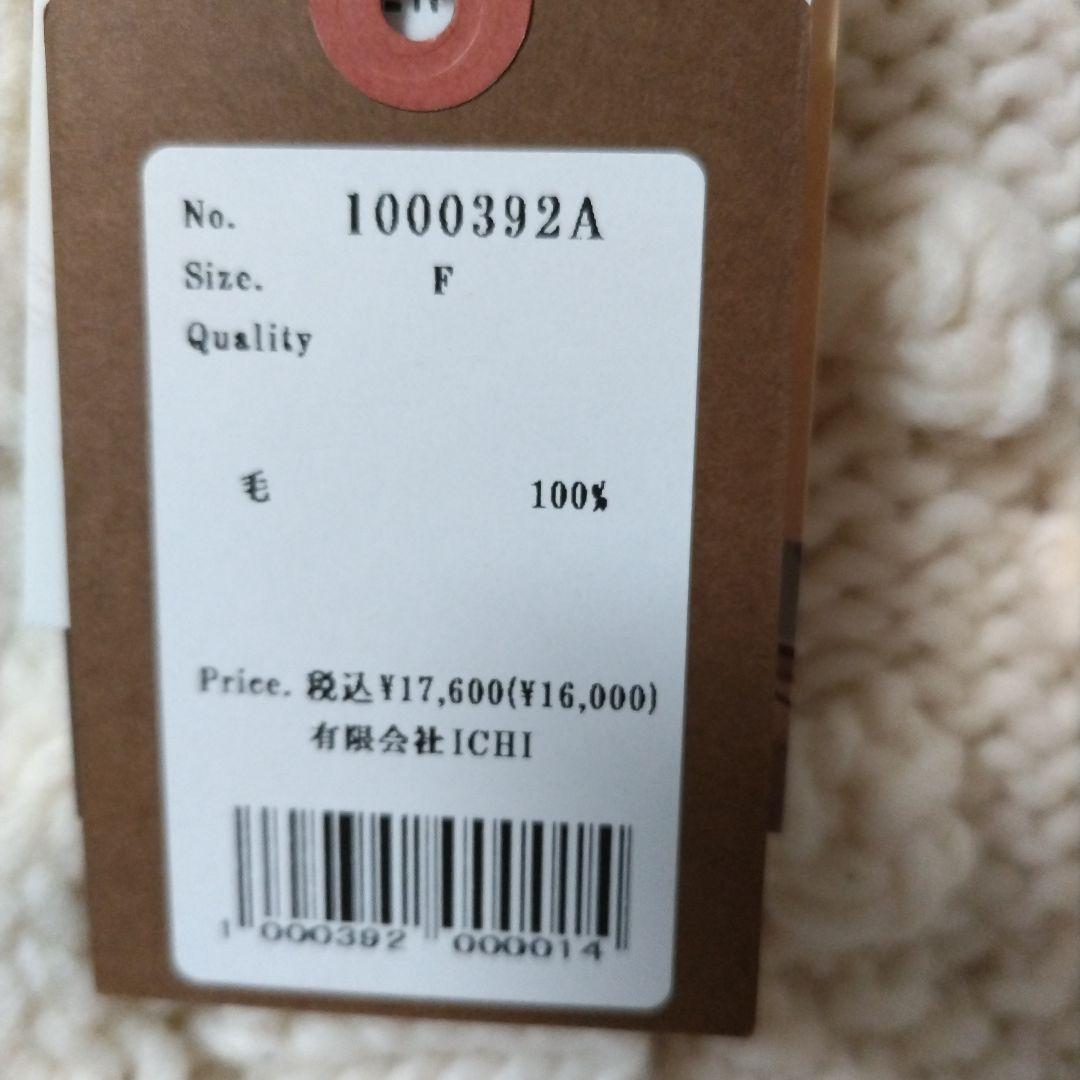 No. 1000392A
Size. F
Quality
毛 100%
Price. 税込¥17,600(¥16,000)
有限会社ICHI
1 000392 000014